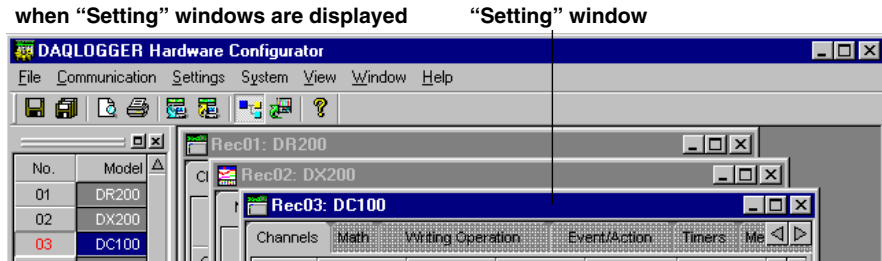 when “Setting” windows are displayed “Setting” window
DAQLOGGER Hardware Configurator
File Communication Settings System View Window Help
Rec01: DR200
No. Model
Rec02: DX200
01 DR200
Rec03: DC100
02 DX200
03 DC100
Channels Math Writing Operation Event/Action Timers Me